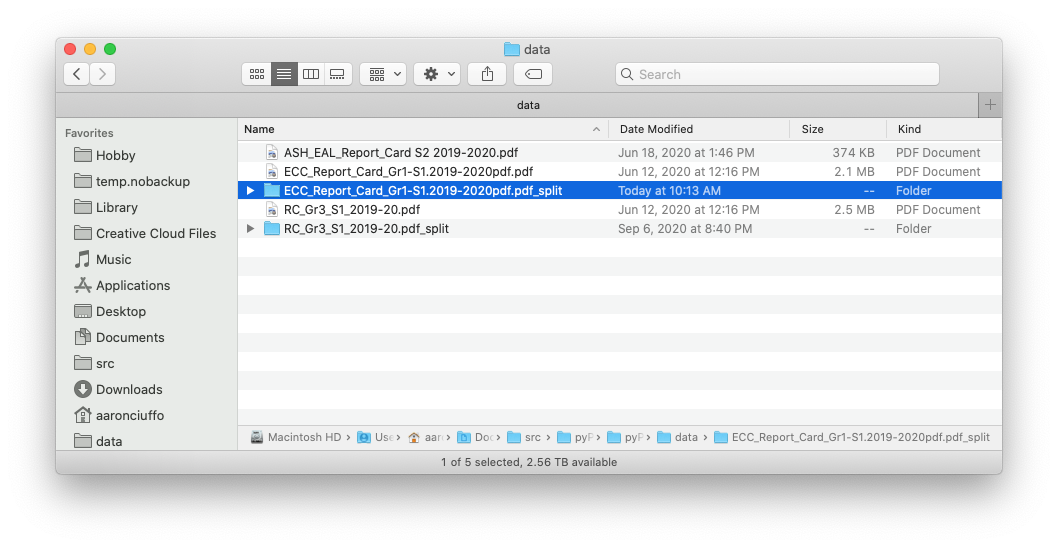 data
Search
data
Favorites
Hobby
temp.nobackup
Library
Creative Cloud Files
Music
Applications
Desktop
Documents
src
Downloads
aaronciuffo
data
Name Date Modified Size Kind
ASH_EAL_Report_Card S2 2019-2020.pdf Jun 18, 2020 at 1:46 PM 374 KB PDF Document
ECC_Report_Card_Gr1-S1.2019-2020pdf.pdf Jun 12, 2020 at 12:16 PM 2.1 MB PDF Document
ECC_Report_Card_Gr1-S1.2019-2020pdf.pdf_split Today at 10:13 AM -- Folder
RC_Gr3_S1_2019-20.pdf Jun 12, 2020 at 12:16 PM 2.5 MB PDF Document
RC_Gr3_S1_2019-20.pdf_split Sep 6, 2020 at 8:40 PM -- Folder
Macintosh HD › Use › aar › Doc › src › pyP › pyP › data › ECC_Report_Card_Gr1-S1.2019-2020pdf.pdf_split
1 of 5 selected, 2.56 TB available